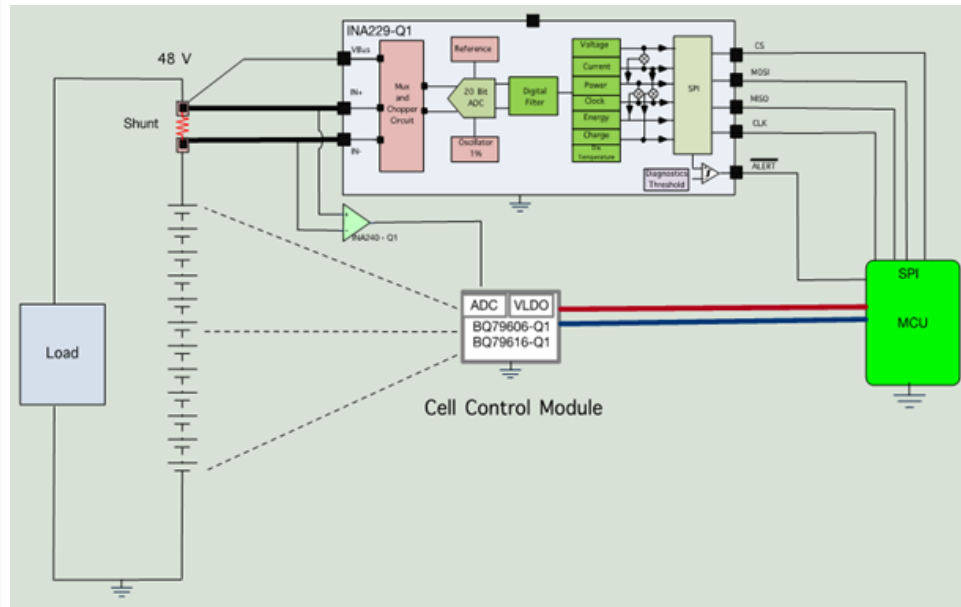 48 V
Shunt
INA229-Q1
VBus
IN+
IN-
Mux
and
Chopper
Circuit
Reference
20 Bit
ADC
Oscillator
1%
Digital
Filter
Voltage
Current
Power
Clock
Energy
Charge
Temperature
SPI
Diagnostics
Threshold
CS
MOSI
MISO
CLK
ALERT
INA240-Q1
ADC
VLDO
BQ79606-Q1
BQ79616-Q1
Cell Control Module
Load
SPI
MCU